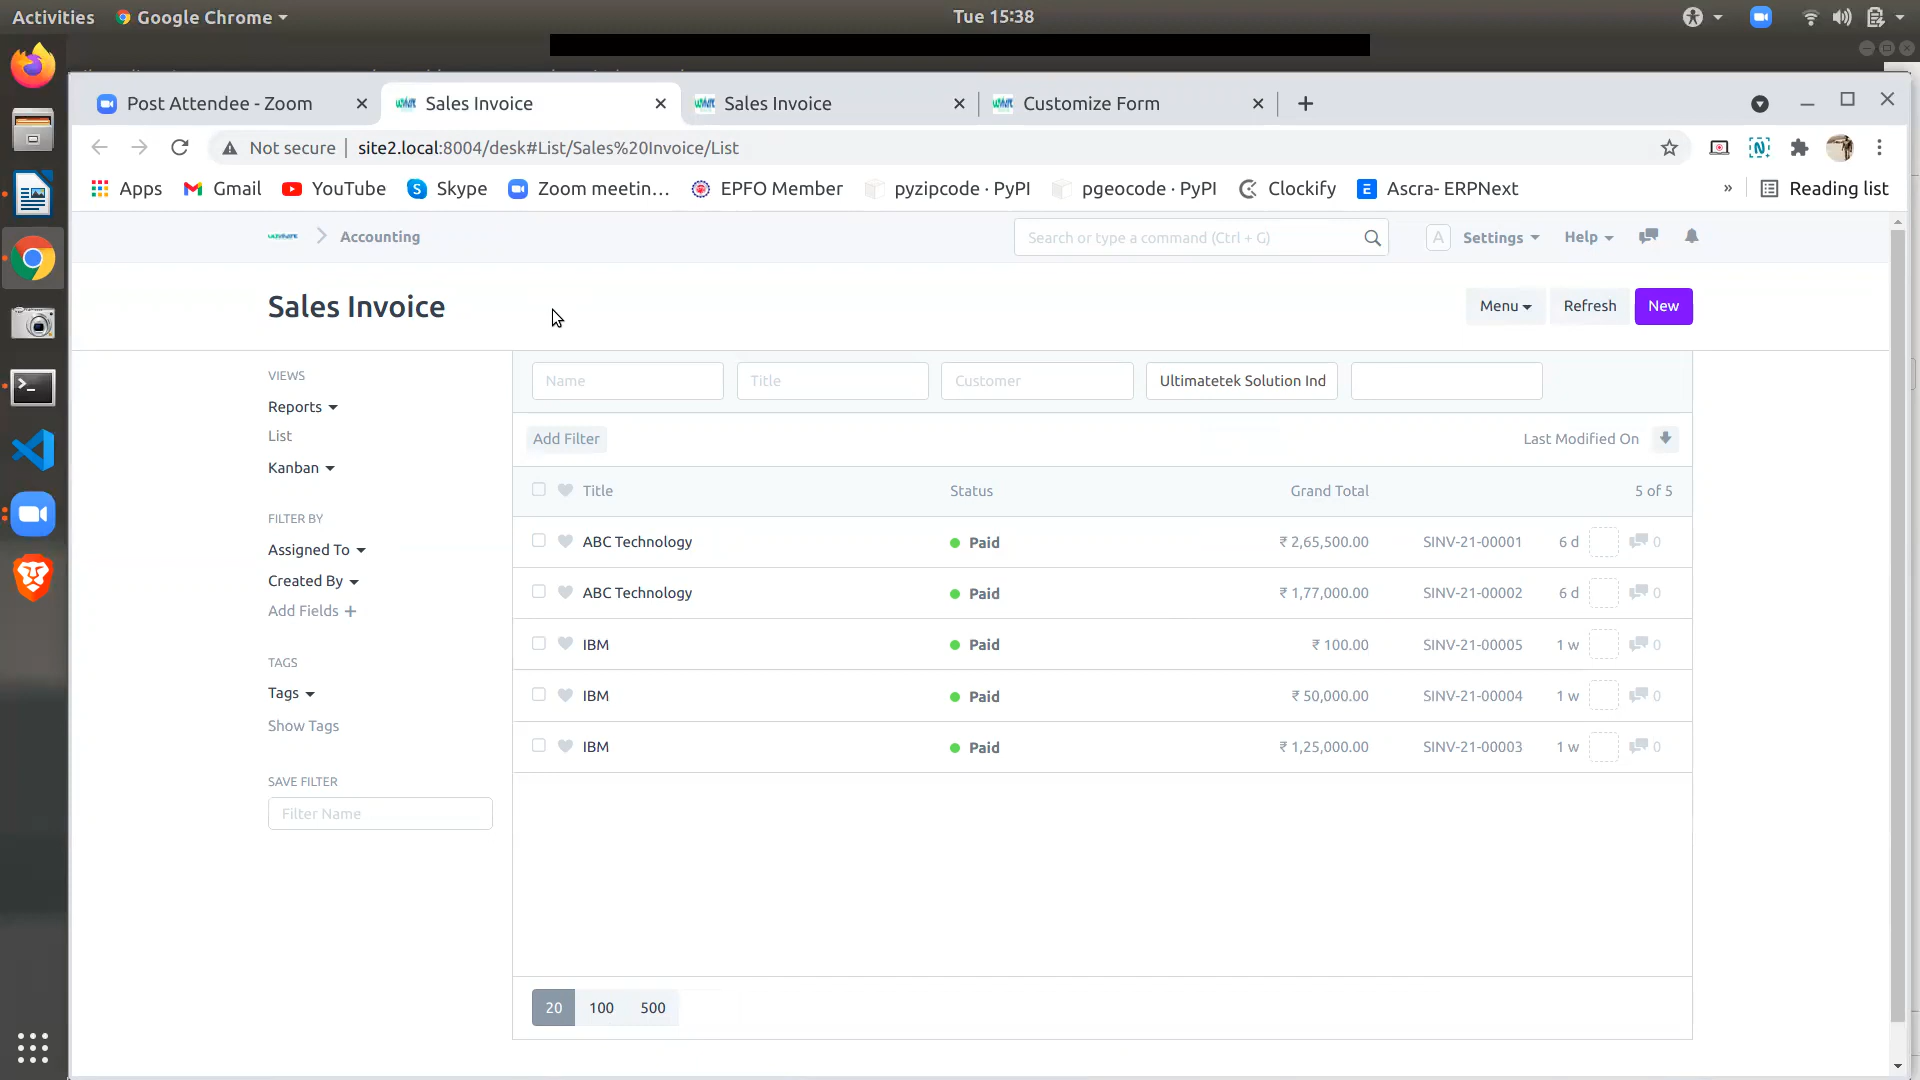 Activities
Google Chrome
Tue 15:38
Post Attendee - Zoom
Sales Invoice
Sales Invoice
Customize Form
Not secure
site2.local:8004/desk#List/Sales%20Invoice/List
Apps
Gmail
YouTube
Skype
Zoom meetin...
EPFO Member
pyzipcode · PyPI
pgeocode · PyPI
Clockify
Ascra- ERPNext
»
Reading list
Accounting
Search or type a command (Ctrl + G)
A
Settings
Help
Sales Invoice
Menu
Refresh
New
VIEWS
Reports
List
Kanban
FILTER BY
Assigned To
Created By
Add Fields +
TAGS
Tags
Show Tags
SAVE FILTER
Filter Name
Name
Title
Customer
Ultimatetek Solution Ind
Add Filter
Last Modified On
Title Status Grand Total 5 of 5
ABC Technology Paid ₹ 2,65,500.00 SINV-21-00001 6 d 0
ABC Technology Paid ₹ 1,77,000.00 SINV-21-00002 6 d 0
IBM Paid ₹ 100.00 SINV-21-00005 1 w 0
IBM Paid ₹ 50,000.00 SINV-21-00004 1 w 0
IBM Paid ₹ 1,25,000.00 SINV-21-00003 1 w 0
20 100 500